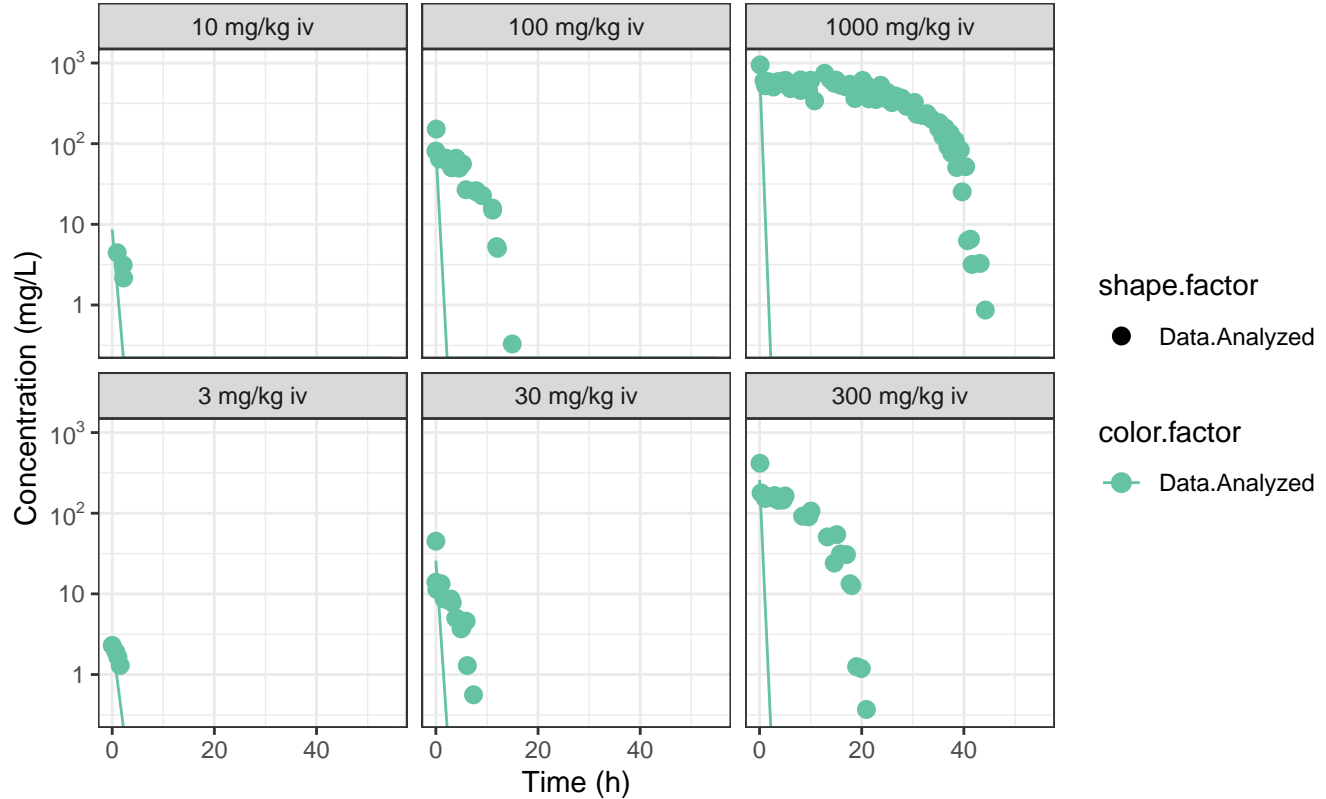 10 mg/kg iv
100 mg/kg iv
1000 mg/kg iv
10³
10²
10
1
3 mg/kg iv
30 mg/kg iv
300 mg/kg iv
10³
10²
10
1
0 20 40
0 20 40
0 20 40
Time (h)
Concentration (mg/L)
shape.factor
Data.Analyzed
color.factor
Data.Analyzed